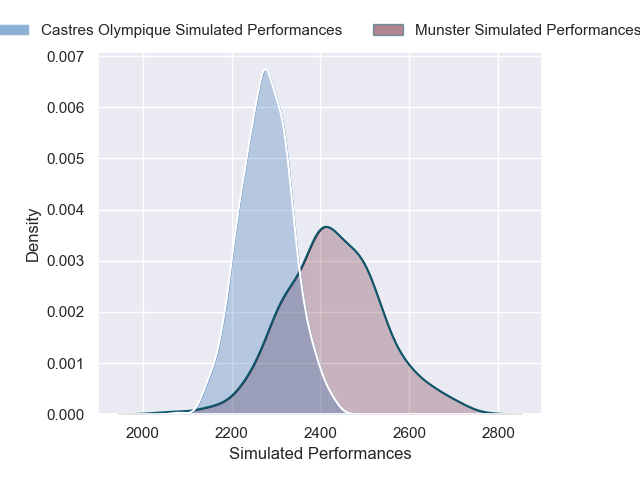 Castres Olympique Simulated Performances Munster Simulated Performances
0.007
0.006
0.005
0.004
0.003
0.002
0.001
0.000
Density
2000 2200 2400 2600 2800
Simulated Performances